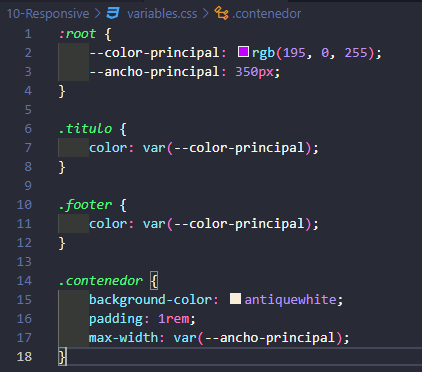 10-Responsive > variables.css > .contenedor
1 :root {
2     --color-principal: rgb(195, 0, 255);
3     --ancho-principal: 350px;
4 }
5
6 .titulo {
7     color: var(--color-principal);
8 }
9
10 .footer {
11     color: var(--color-principal);
12 }
13
14 .contenedor {
15     background-color: antiquewhite;
16     padding: 1rem;
17     max-width: var(--ancho-principal);
18 }